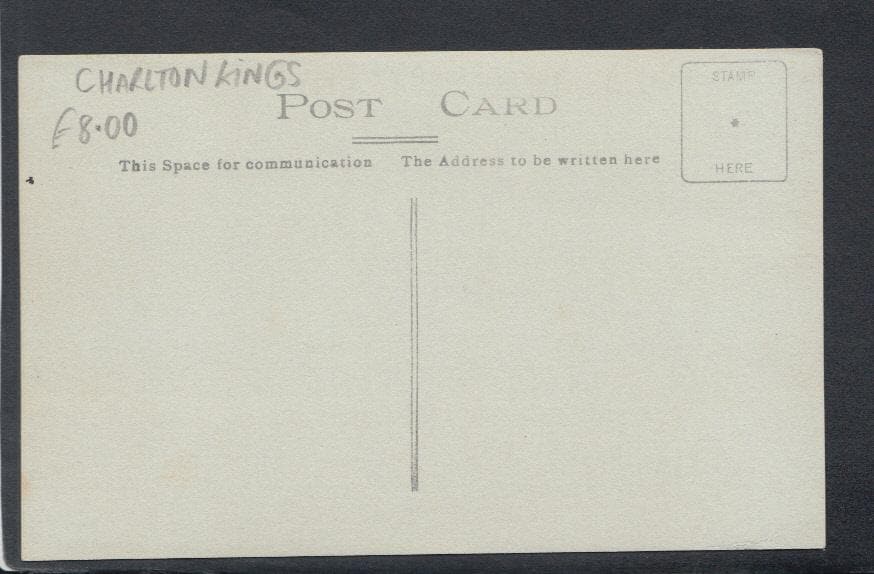 CHARLTON KINGS
£8.00
POST CARD
This Space for communication
The Address to be written here
STAMP
HERE